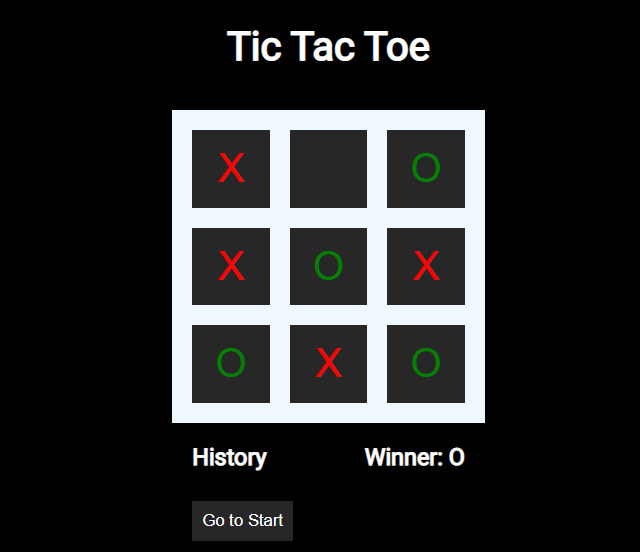 Tic Tac Toe
X O
X O X
O X O
History Winner: O
Go to Start